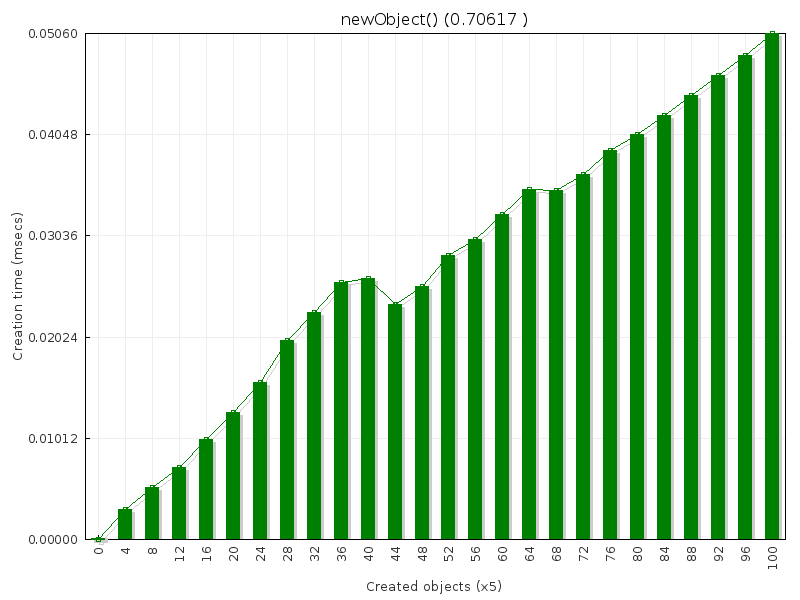 newObject() (0.70617 )
0.05060
0.04048
0.03036
0.02024
0.01012
0.00000
Creation time (msecs)
0 4 8 12 16 20 24 28 32 36 40 44 48 52 56 60 64 68 72 76 80 84 88 92 96 100
Created objects (x5)